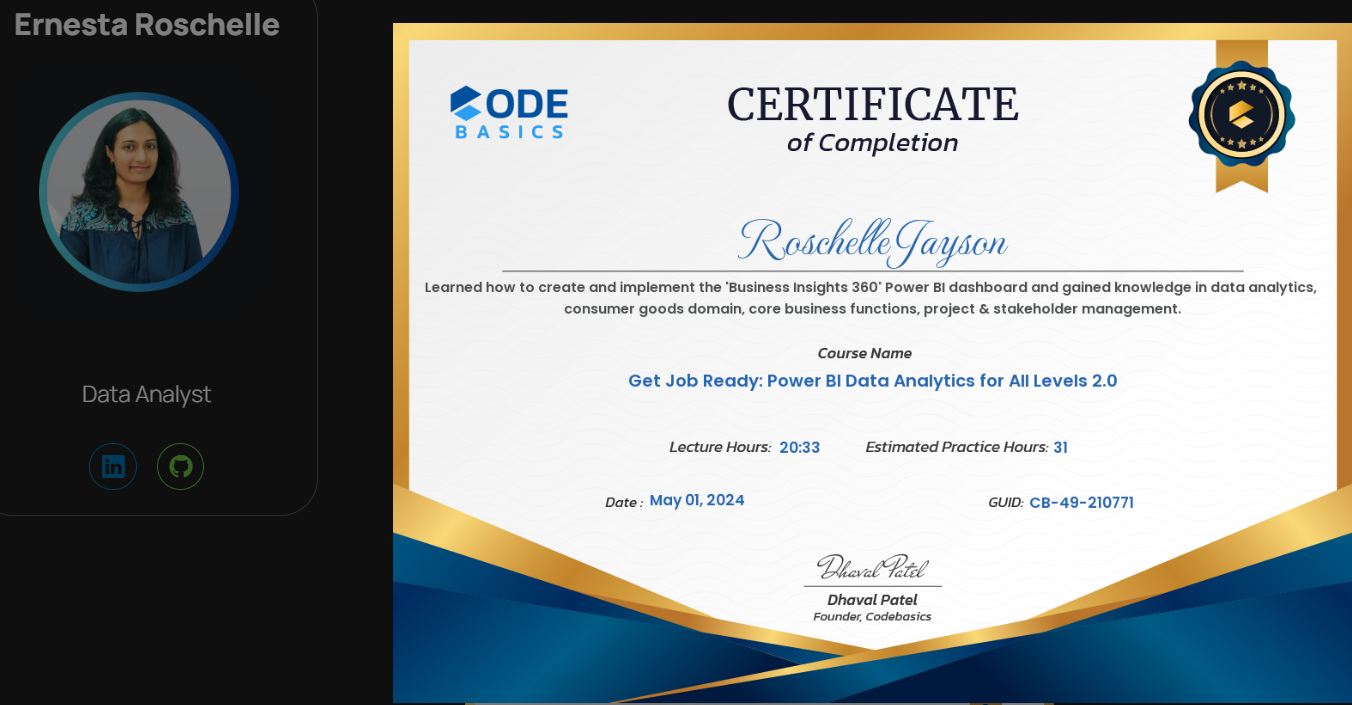 Ernesta Roschelle
Data Analyst
CODE
BASICS
CERTIFICATE
of Completion
Roschelle Jayson
Learned how to create and implement the 'Business Insights 360' Power BI dashboard and gained knowledge in data analytics,
consumer goods domain, core business functions, project & stakeholder management.
Course Name
Get Job Ready: Power BI Data Analytics for All Levels 2.0
Lecture Hours: 20:33 Estimated Practice Hours: 31
Date : May 01, 2024 GUID: CB-49-210771
Dhaval Patel
Dhaval Patel
Founder, Codebasics